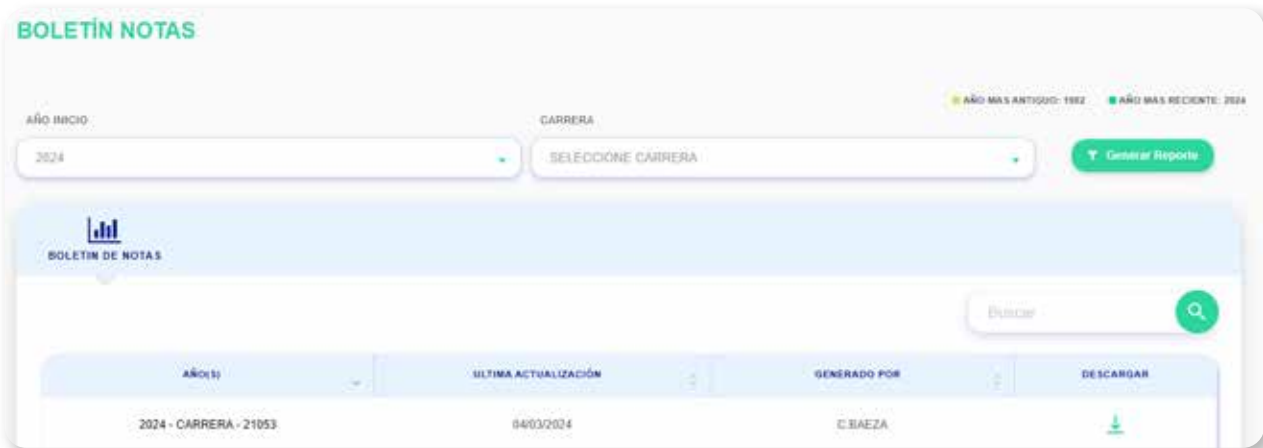 BOLETÍN NOTAS
AÑO MAS ANTIGUO: 1982 AÑO MAS RECIENTE: 2024
AÑO INICIO CARRERA
2024 SELECCIONE CARRERA Generar Reporte
BOLETIN DE NOTAS
Buscar
AÑO(S) ULTIMA ACTUALIZACIÓN GENERADO POR DESCARGAR
2024 - CARRERA - 21053 04/03/2024 C.BAEZA